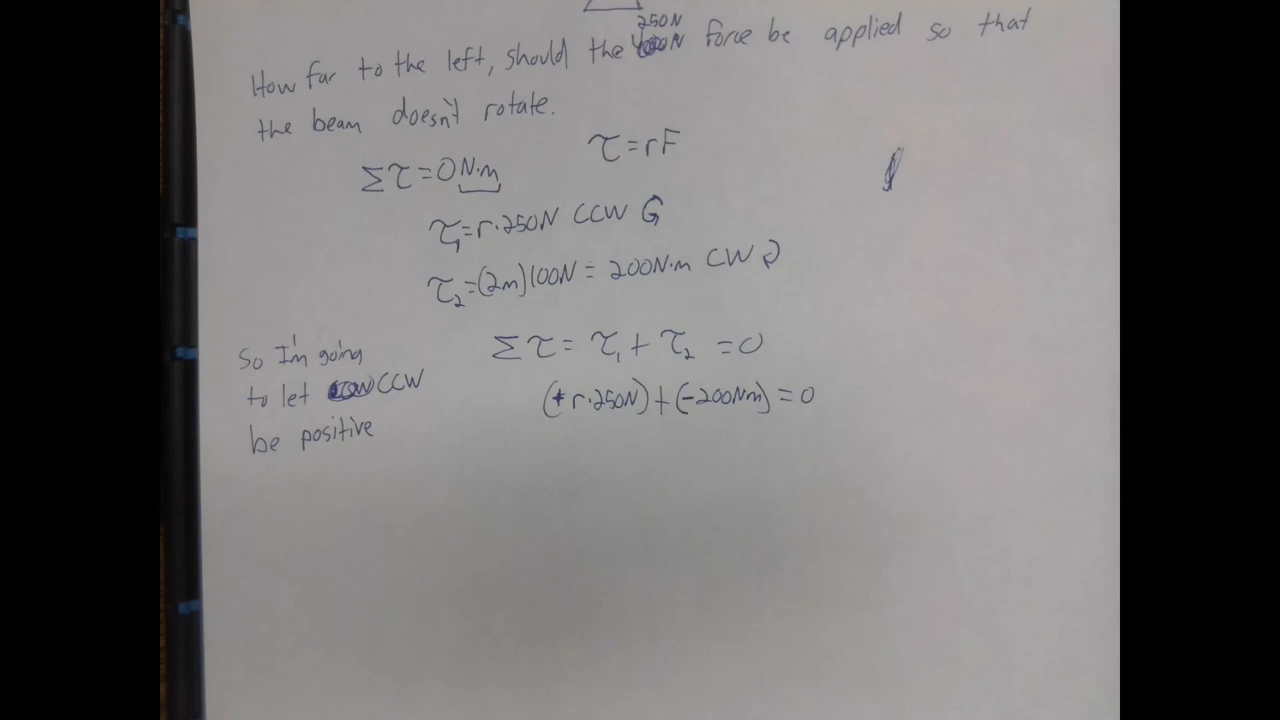 250N
How far to the left, should the force be applied so that
the beam doesn't rotate.
Στ=0N·m
τ=rF
τ₁=r·250N CCW
τ₂=(2m)100N = 200N·m CW
So I'm going
to let CCW
be positive
Στ= τ₁ + τ₂ =0
(+r·250N)+(-200Nm)=0